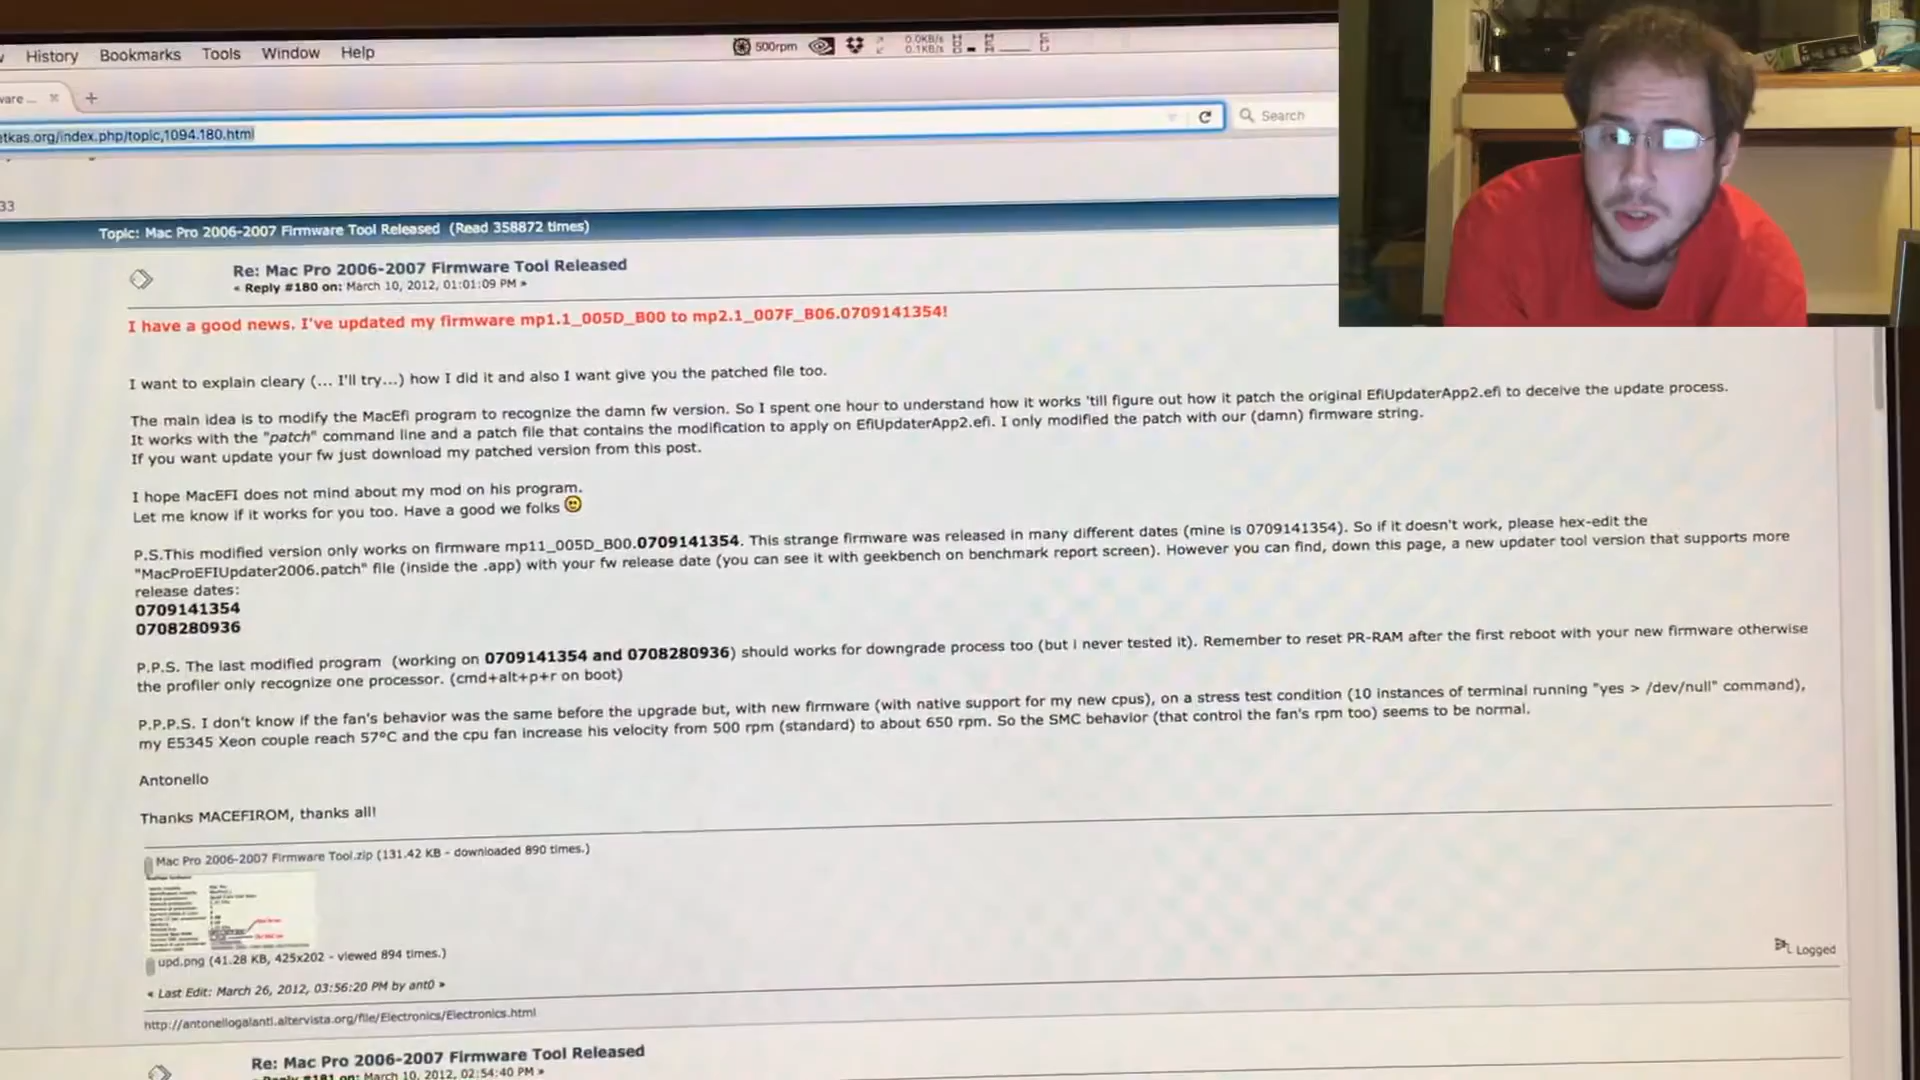 History Bookmarks Tools Window Help
500rpm
0.0KB/s
0.1KB/s
etkas.org/index.php/topic,1094.180.html
Search
33
Topic: Mac Pro 2006-2007 Firmware Tool Released (Read 358872 times)
Re: Mac Pro 2006-2007 Firmware Tool Released
« Reply #180 on: March 10, 2012, 01:01:09 PM »
I have a good news, I've updated my firmware mp1.1_005D_B00 to mp2.1_007F_B06.0709141354!
I want to explain cleary (... I'll try...) how I did it and also I want give you the patched file too.
The main idea is to modify the MacEfi program to recognize the damn fw version. So I spent one hour to understand how it works 'till figure out how it patch the original EfiUpdaterApp2.efi to deceive the update process.
It works with the "patch" command line and a patch file that contains the modification to apply on EfiUpdaterApp2.efi. I only modified the patch with our (damn) firmware string.
If you want update your fw just download my patched version from this post.
I hope MacEFI does not mind about my mod on his program.
Let me know if it works for you too. Have a good we folks
P.S.This modified version only works on firmware mp11_005D_B00.0709141354. This strange firmware was released in many different dates (mine is 0709141354). So if it doesn't work, please hex-edit the
"MacProEFIUpdater2006.patch" file (inside the .app) with your fw release date (you can see it with geekbench on benchmark report screen). However you can find, down this page, a new updater tool version that supports more
release dates:
0709141354
0708280936
P.P.S. The last modified program (working on 0709141354 and 0708280936) should works for downgrade process too (but i never tested it). Remember to reset PR-RAM after the first reboot with your new firmware otherwise
the profiler only recognize one processor. (cmd+alt+p+r on boot)
P.P.P.S. I don't know if the fan's behavior was the same before the upgrade but, with new firmware (with native support for my new cpus), on a stress test condition (10 instances of terminal running "yes > /dev/null" command),
my E5345 Xeon couple reach 57°C and the cpu fan increase his velocity from 500 rpm (standard) to about 650 rpm. So the SMC behavior (that control the fan's rpm too) seems to be normal.
Antonello
Thanks MACEFIROM, thanks all!
Mac Pro 2006-2007 Firmware Tool.zip (131.42 KB - downloaded 890 times.)
upd.png (41.28 KB, 425x202 - viewed 894 times.)
Logged
« Last Edit: March 26, 2012, 03:56:20 PM by ant0 »
http://antonellogalanti.altervista.org/file/Electronics/Electronics.html
Re: Mac Pro 2006-2007 Firmware Tool Released
« Reply #181 on: March 10, 2012, 02:54:40 PM »